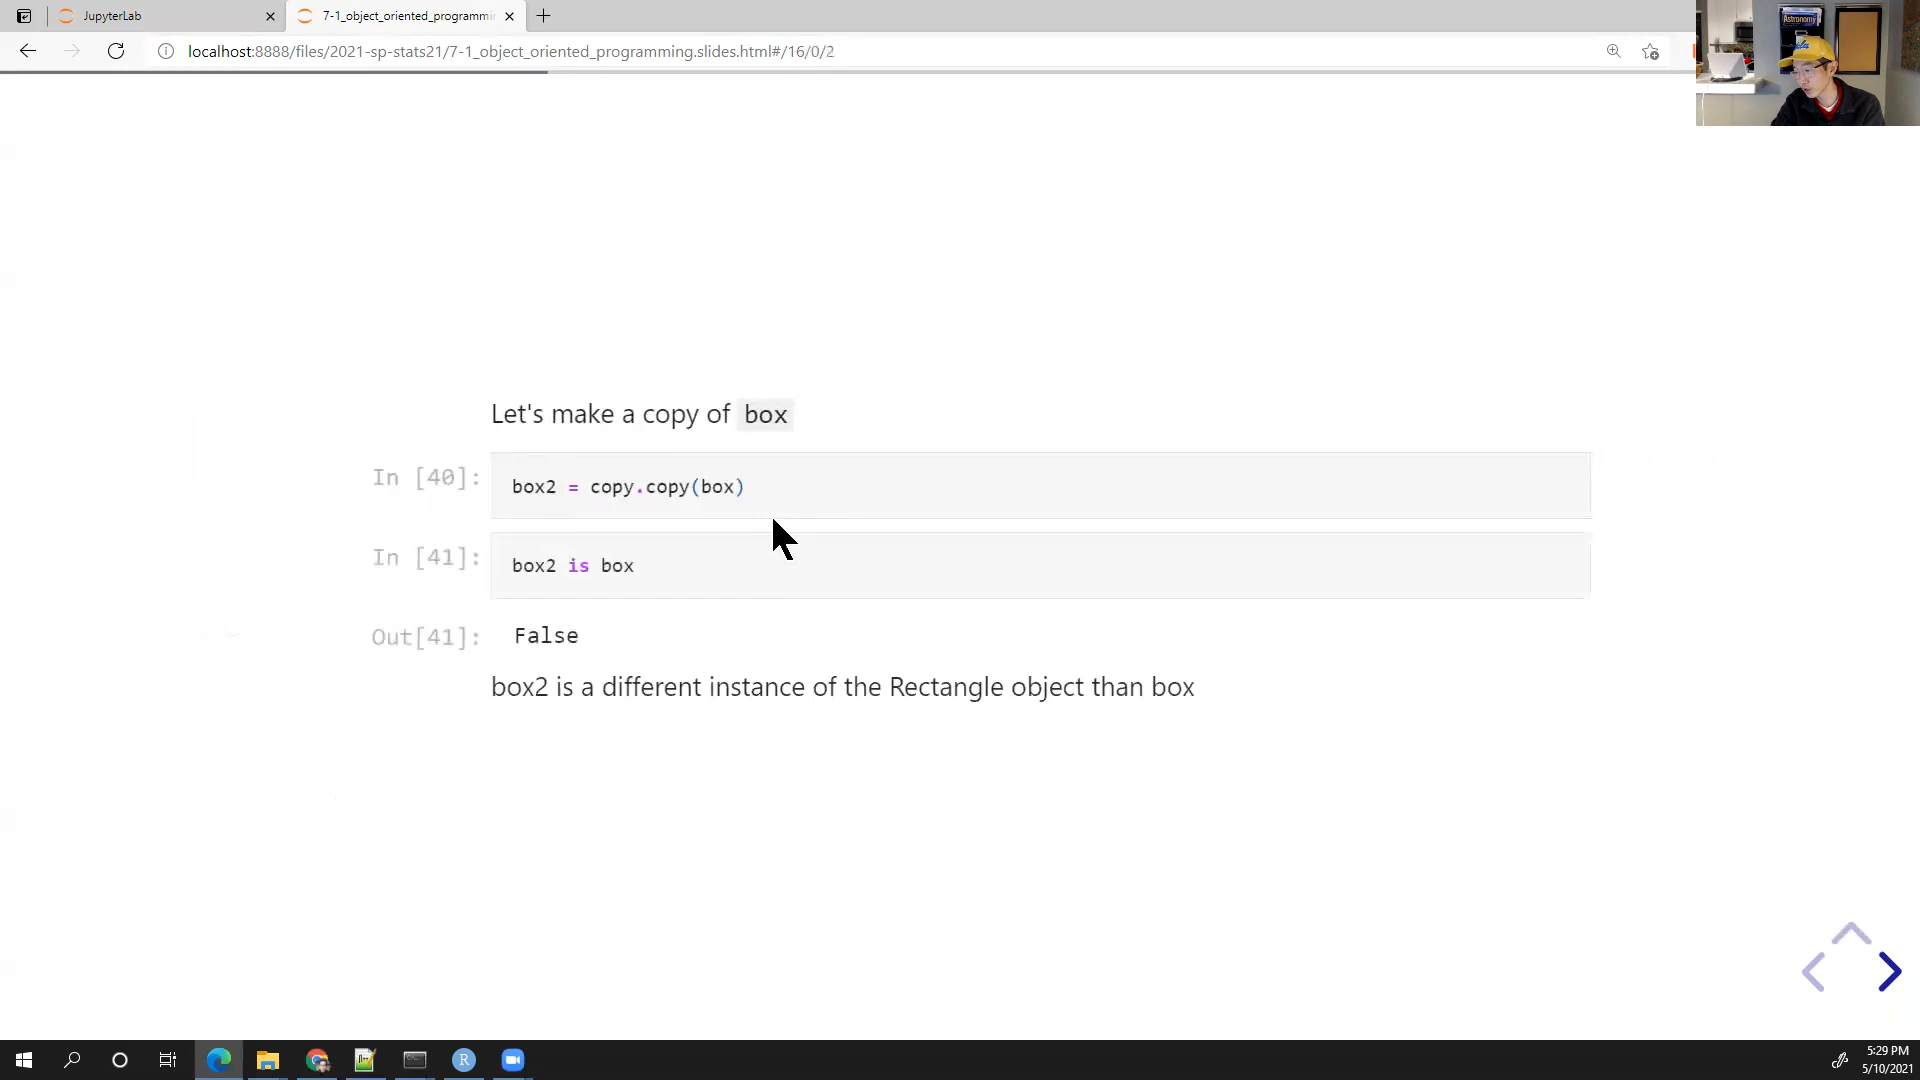 JupyterLab
7-1_object_oriented_programmi
localhost:8888/files/2021-sp-stats21/7-1_object_oriented_programming.slides.html#/16/0/2
Astronomy
Let's make a copy of box
In [40]:
box2 = copy.copy(box)
In [41]:
box2 is box
Out[41]:
False
box2 is a different instance of the Rectangle object than box
R
5:29 PM
5/10/2021